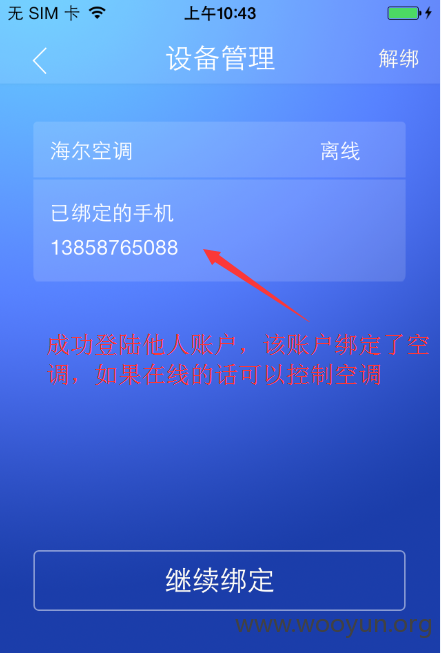 无 SIM 卡 上午10:43
设备管理 解绑
海尔空调 离线
已绑定的手机
13858765088
成功登陆他人账户，该账户绑定了空
调，如果在线的话可以控制空调
继续绑定
www.wooyun.org